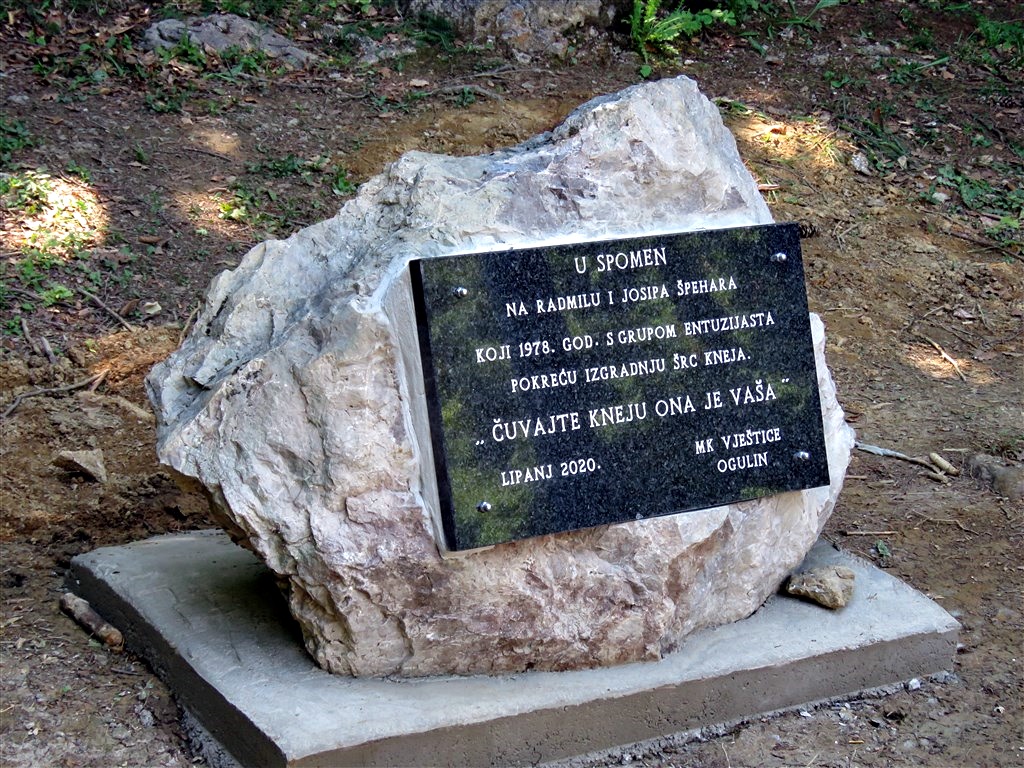 U SPOMEN
NA RADMILU I JOSIPA ŠPEHARA
KOJI 1978. GOD. S GRUPOM ENTUZIJASTA
POKREĆU IZGRADNJU ŠRC KNEJA.
„ČUVAJTE KNEJU ONA JE VAŠA“
LIPANJ 2020.
MK VJEŠTICE
OGULIN